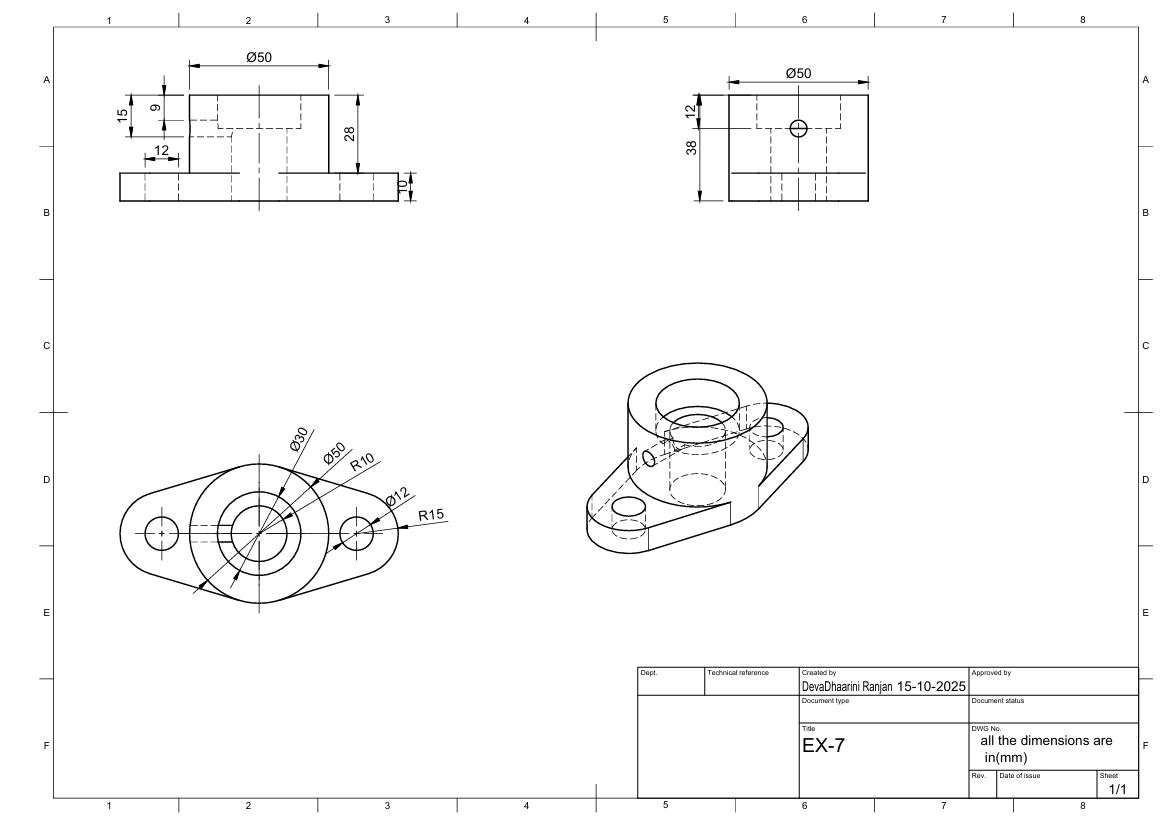 1 2 3 4 5 6 7 8
A A
Ø50
Ø50
9
15
12
28
12
38
10
B B
C C
Ø30
Ø50
R10
Ø12
R15
D D
E E
Dept. Technical reference Created by Approved by
DevaDhaarini Ranjan 15-10-2025
Document type Document status
Title DWG No.
EX-7 all the dimensions are
in(mm)
F F
Rev. Date of issue Sheet
1/1
1 2 3 4 5 6 7 8